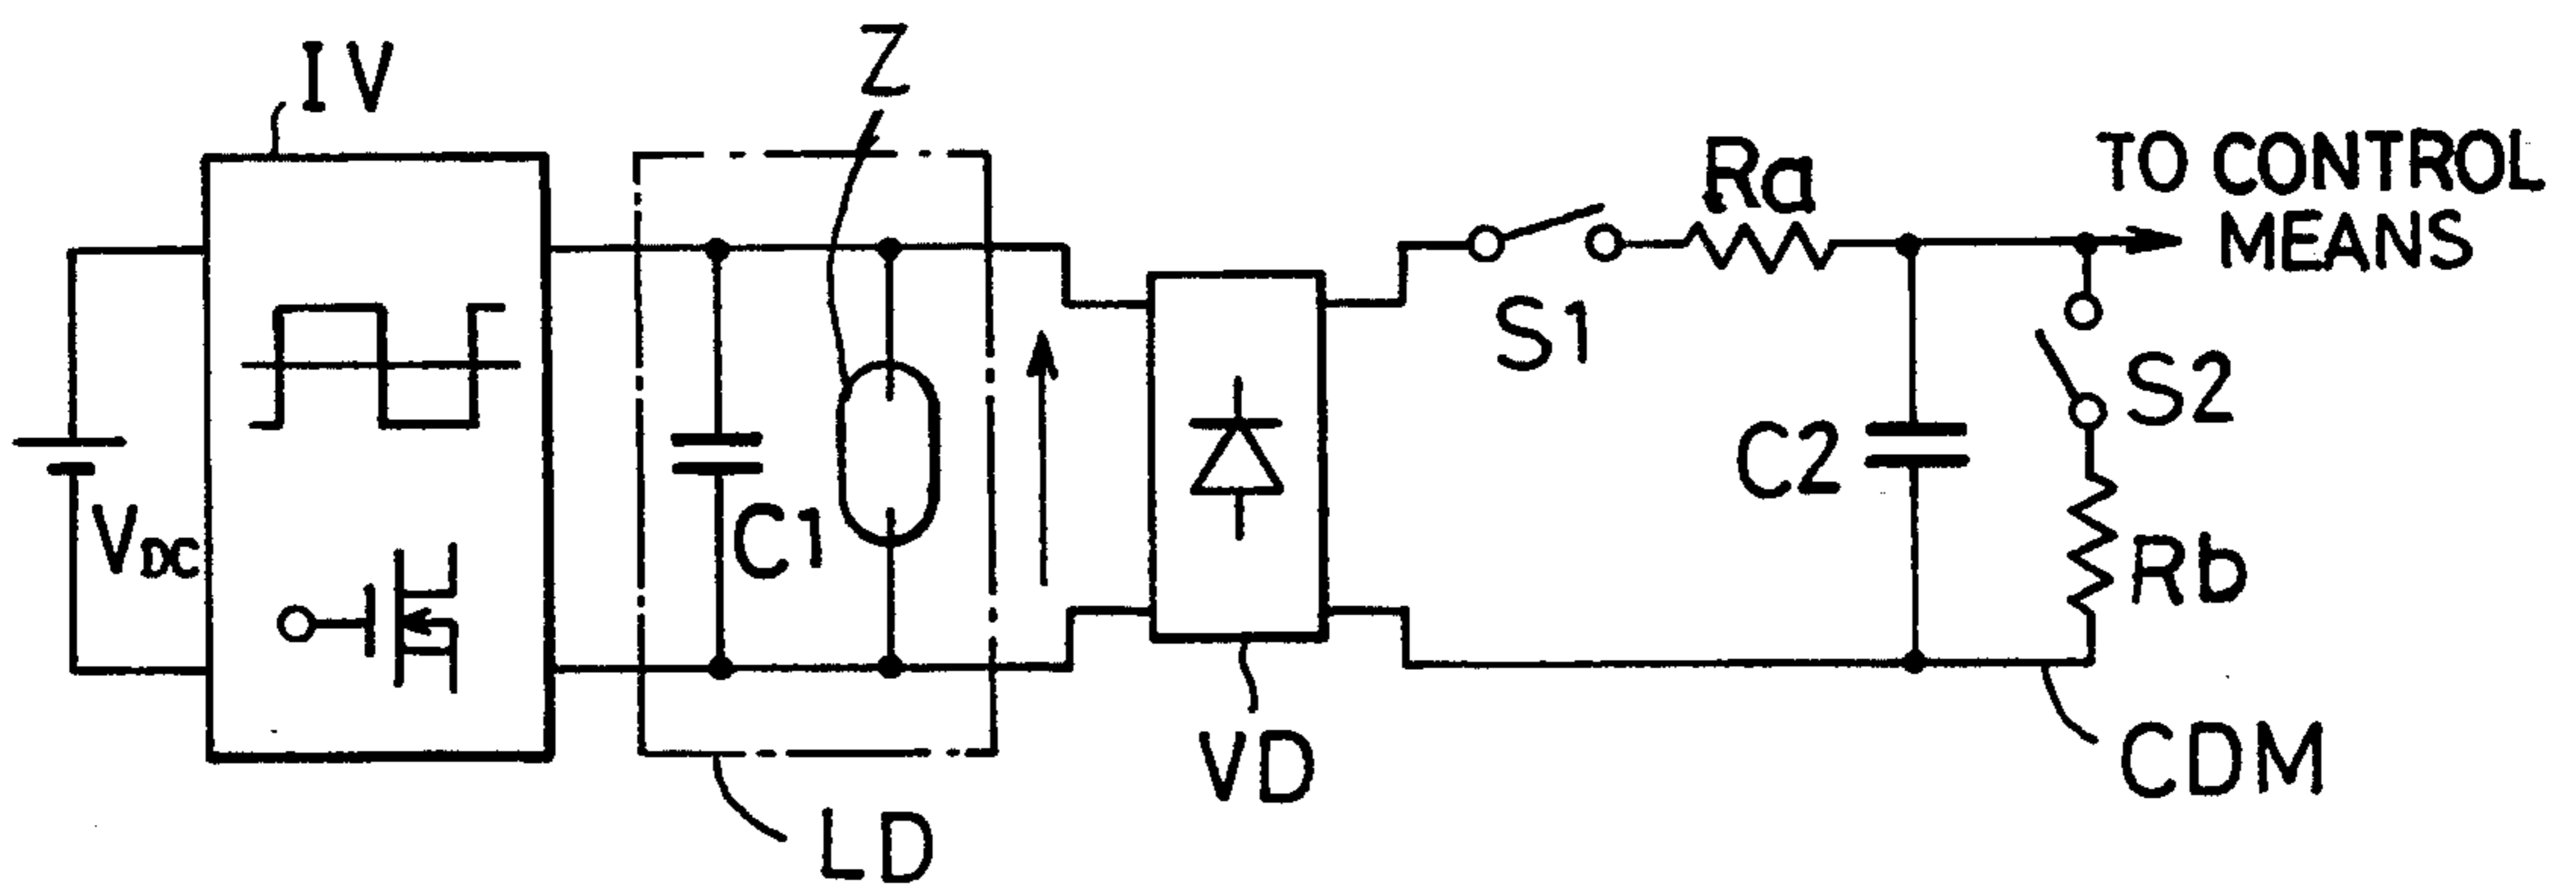 IV
Z
Ra
TO CONTROL
MEANS
S1
S2
C2
VDC
C1
Rb
VD
CDM
LD